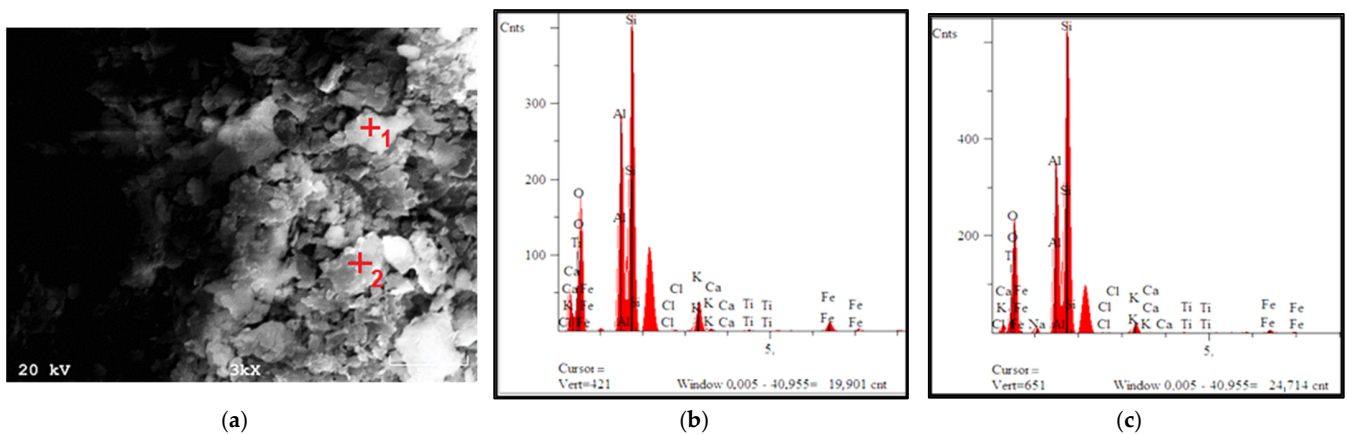 1
2
20 kV 3kX
(a)
Cnts
Si
300
Al
Si
200
O
Al
O
Ti
100
Ca
K
Ca
Ca Fe
Cl
K
Ca
Ti
Ti
Fe
Fe
K Fe
Si
Cl
K
Cl Fe
Al
Cl
K
Ca
Ti
Ti
Fe
Fe
5.
Cursor=
Vert=421 Window 0.005 - 40.955= 19,901 cnt
(b)
Cnts
Si
400
Al
Si
O
200
Al
O
Ca Fe
Cl
K
Ca
K Fe
Si
Cl
K
Ca
Ti
Ti
Fe
Fe
Cl Fe Na
Al
Cl
K K Ca
Ti
Ti
Fe
Fe
5.
Cursor=
Vert=651 Window 0.005 - 40.955= 24,714 cnt
(c)